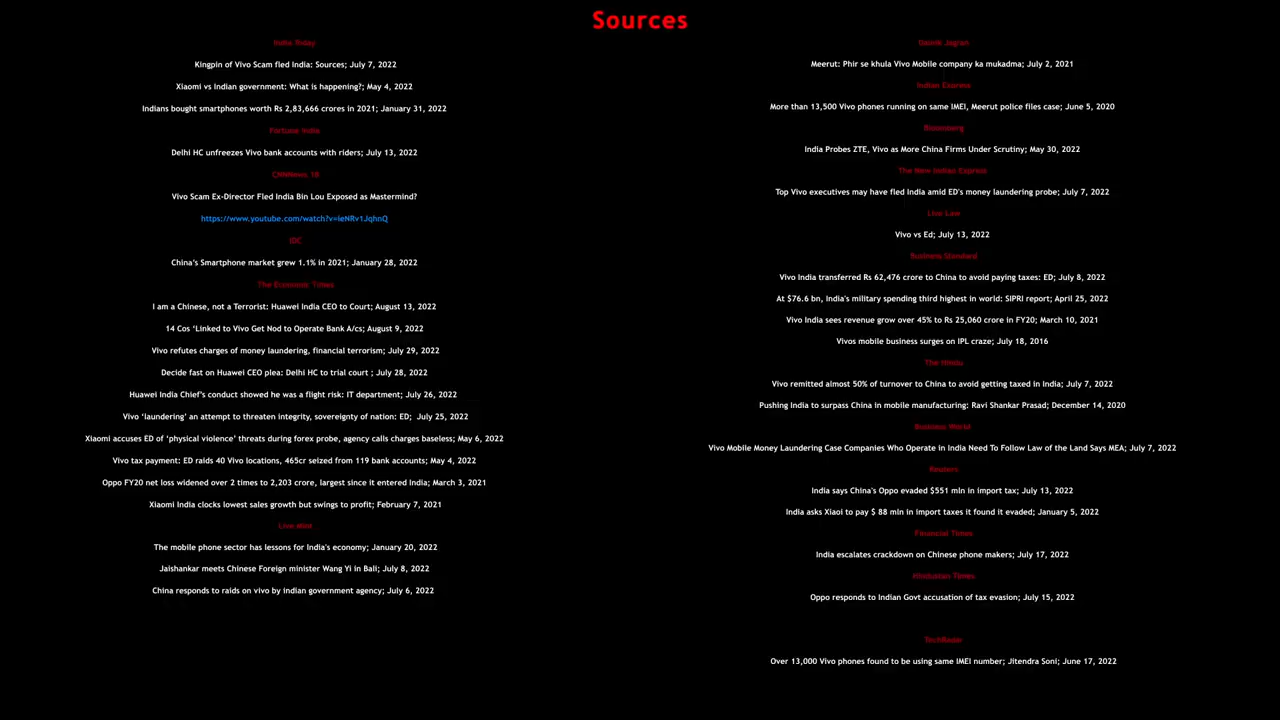 Sources
India Today
Kingpin of Vivo Scam fled India: Sources; July 7, 2022
Xiaomi vs Indian government: What is happening?; May 4, 2022
Indians bought smartphones worth Rs 2,83,666 crores in 2021; January 31, 2022
Fortune India
Delhi HC unfreezes Vivo bank accounts with riders; July 13, 2022
CNNNews 18
Vivo Scam Ex-Director Fled India Bin Lou Exposed as Mastermind?
https://www.youtube.com/watch?v=ieNRv1JqhnQ
IDC
China's Smartphone market grew 1.1% in 2021; January 28, 2022
The Economic Times
I am a Chinese, not a Terrorist: Huawei India CEO to Court; August 13, 2022
14 Cos ‘Linked to Vivo Get Nod to Operate Bank A/cs; August 9, 2022
Vivo refutes charges of money laundering, financial terrorism; July 29, 2022
Decide fast on Huawei CEO plea: Delhi HC to trial court ; July 28, 2022
Huawei India Chief’s conduct showed he was a flight risk: IT department; July 26, 2022
Vivo ‘laundering’ an attempt to threaten integrity, sovereignty of nation: ED;  July 25, 2022
Xiaomi accuses ED of ‘physical violence’ threats during forex probe, agency calls charges baseless; May 6, 2022
Vivo tax payment: ED raids 40 Vivo locations, 465cr seized from 119 bank accounts; May 4, 2022
Oppo FY20 net loss widened over 2 times to 2,203 crore, largest since it entered India; March 3, 2021
Xiaomi India clocks lowest sales growth but swings to profit; February 7, 2021
Live Mint
The mobile phone sector has lessons for India's economy; January 20, 2022
Jaishankar meets Chinese Foreign minister Wang Yi in Bali; July 8, 2022
China responds to raids on vivo by indian government agency; July 6, 2022
Dainik Jagran
Meerut: Phir se khula Vivo Mobile company ka mukadma; July 2, 2021
Indian Express
More than 13,500 Vivo phones running on same IMEI, Meerut police files case; June 5, 2020
Bloomberg
India Probes ZTE, Vivo as More China Firms Under Scrutiny; May 30, 2022
The New Indian Express
Top Vivo executives may have fled India amid ED's money laundering probe; July 7, 2022
Live Law
Vivo vs Ed; July 13, 2022
Business Standard
Vivo India transferred Rs 62,476 crore to China to avoid paying taxes: ED; July 8, 2022
At $76.6 bn, India's military spending third highest in world: SIPRI report; April 25, 2022
Vivo India sees revenue grow over 45% to Rs 25,060 crore in FY20; March 10, 2021
Vivos mobile business surges on IPL craze; July 18, 2016
The Hindu
Vivo remitted almost 50% of turnover to China to avoid getting taxed in India; July 7, 2022
Pushing India to surpass China in mobile manufacturing: Ravi Shankar Prasad; December 14, 2020
Business World
Vivo Mobile Money Laundering Case Companies Who Operate in India Need To Follow Law of the Land Says MEA; July 7, 2022
Reuters
India says China's Oppo evaded $551 mln in import tax; July 13, 2022
India asks Xiaoi to pay $ 88 mln in import taxes it found it evaded; January 5, 2022
Financial Times
India escalates crackdown on Chinese phone makers; July 17, 2022
Hindustan Times
Oppo responds to Indian Govt accusation of tax evasion; July 15, 2022
TechRadar
Over 13,000 Vivo phones found to be using same IMEI number; Jitendra Soni; June 17, 2022